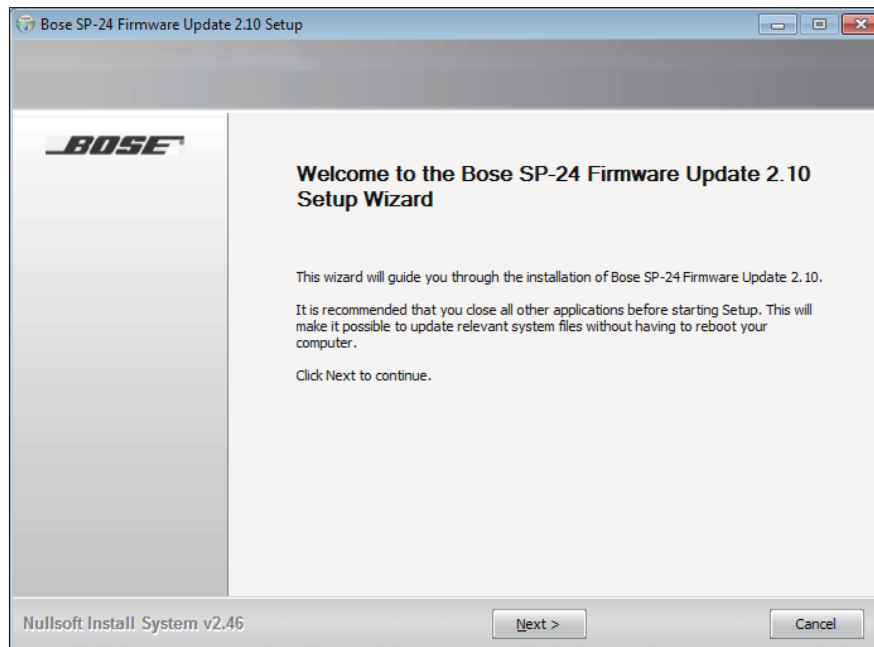 Bose SP-24 Firmware Update 2.10 Setup
BOSE
Welcome to the Bose SP-24 Firmware Update 2.10
Setup Wizard
This wizard will guide you through the installation of Bose SP-24 Firmware Update 2.10.
It is recommended that you close all other applications before starting Setup. This will
make it possible to update relevant system files without having to reboot your
computer.
Click Next to continue.
Nullsoft Install System v2.46
Next >
Cancel